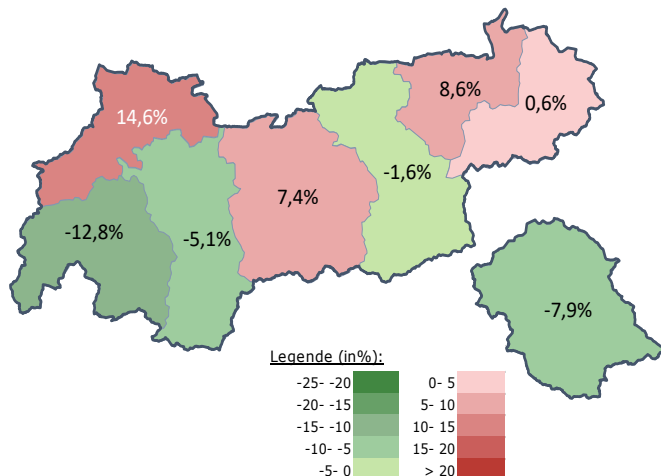 8,6%
0,6%
14,6%
-1,6%
7,4%
-12,8%
-5,1%
-7,9%
Legende (in%):
-25- -20 0- 5
-20- -15 5- 10
-15- -10 10- 15
-10- -5 15- 20
-5- 0 > 20